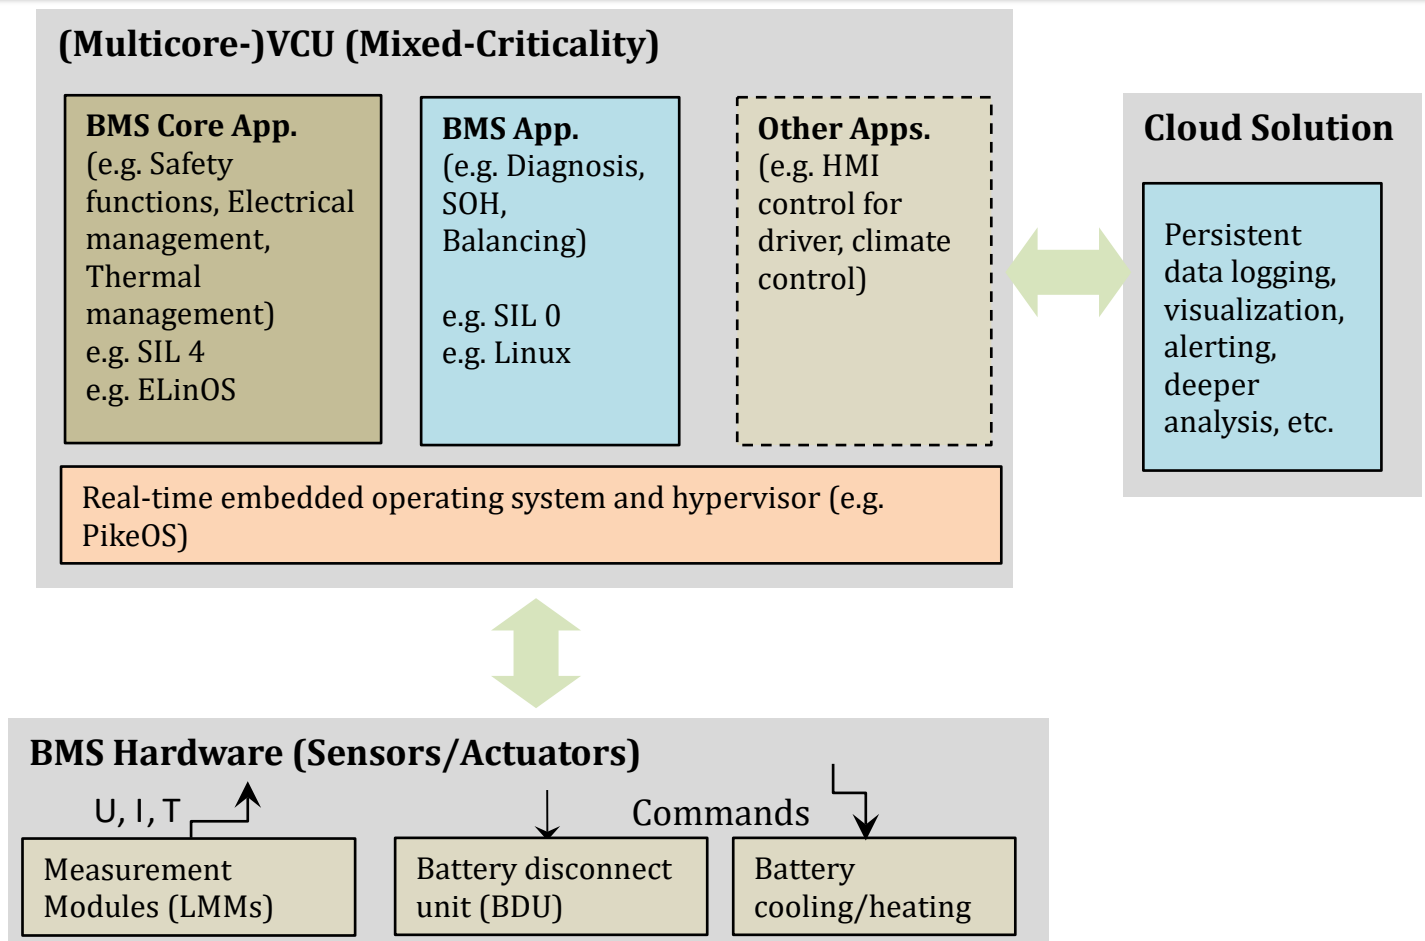 (Multicore-)VCU (Mixed-Criticality)
BMS Core App.
(e.g. Safety
functions, Electrical
management,
Thermal
management)
e.g. SIL 4
e.g. ELinOS
BMS App.
(e.g. Diagnosis,
SOH,
Balancing)
e.g. SIL 0
e.g. Linux
Other Apps.
(e.g. HMI
control for
driver, climate
control)
Real-time embedded operating system and hypervisor (e.g.
PikeOS)
Cloud Solution
Persistent
data logging,
visualization,
alerting,
deeper
analysis, etc.
BMS Hardware (Sensors/Actuators)
U, I, T
Commands
Measurement
Modules (LMMs)
Battery disconnect
unit (BDU)
Battery
cooling/heating